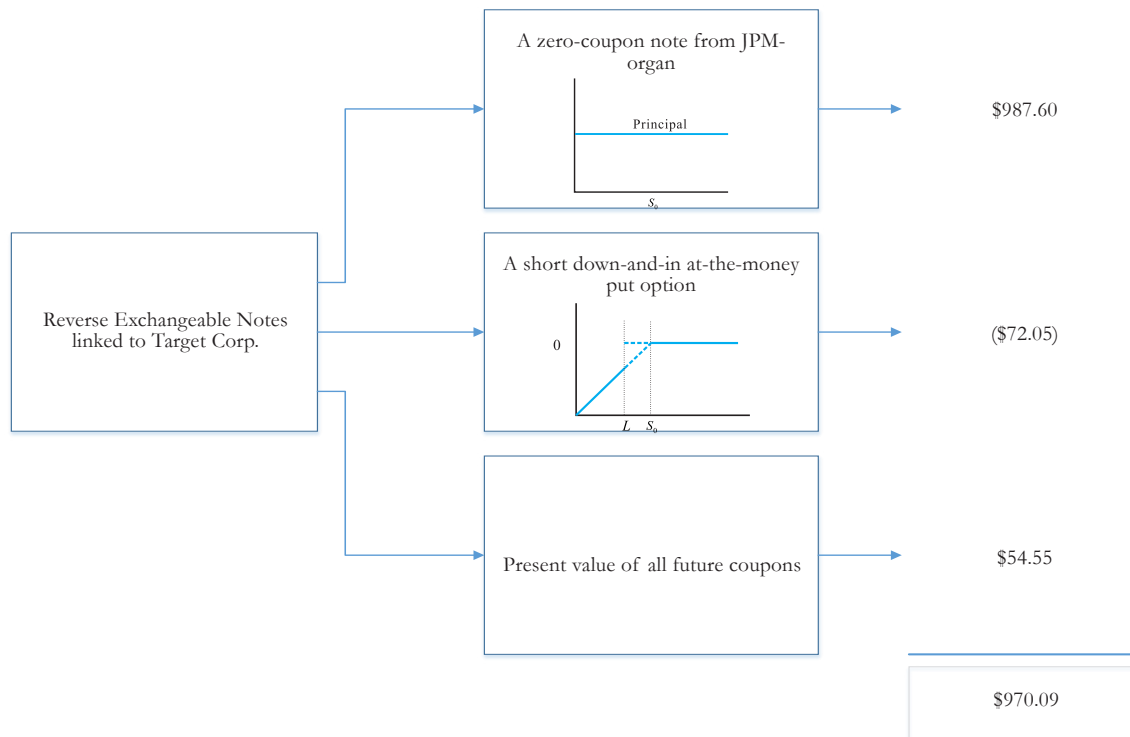 A zero-coupon note from JPM-
organ
Principal
S₀
$987.60
Reverse Exchangeable Notes
linked to Target Corp.
A short down-and-in at-the-money
put option
0
L S₀
($72.05)
Present value of all future coupons
$54.55
$970.09